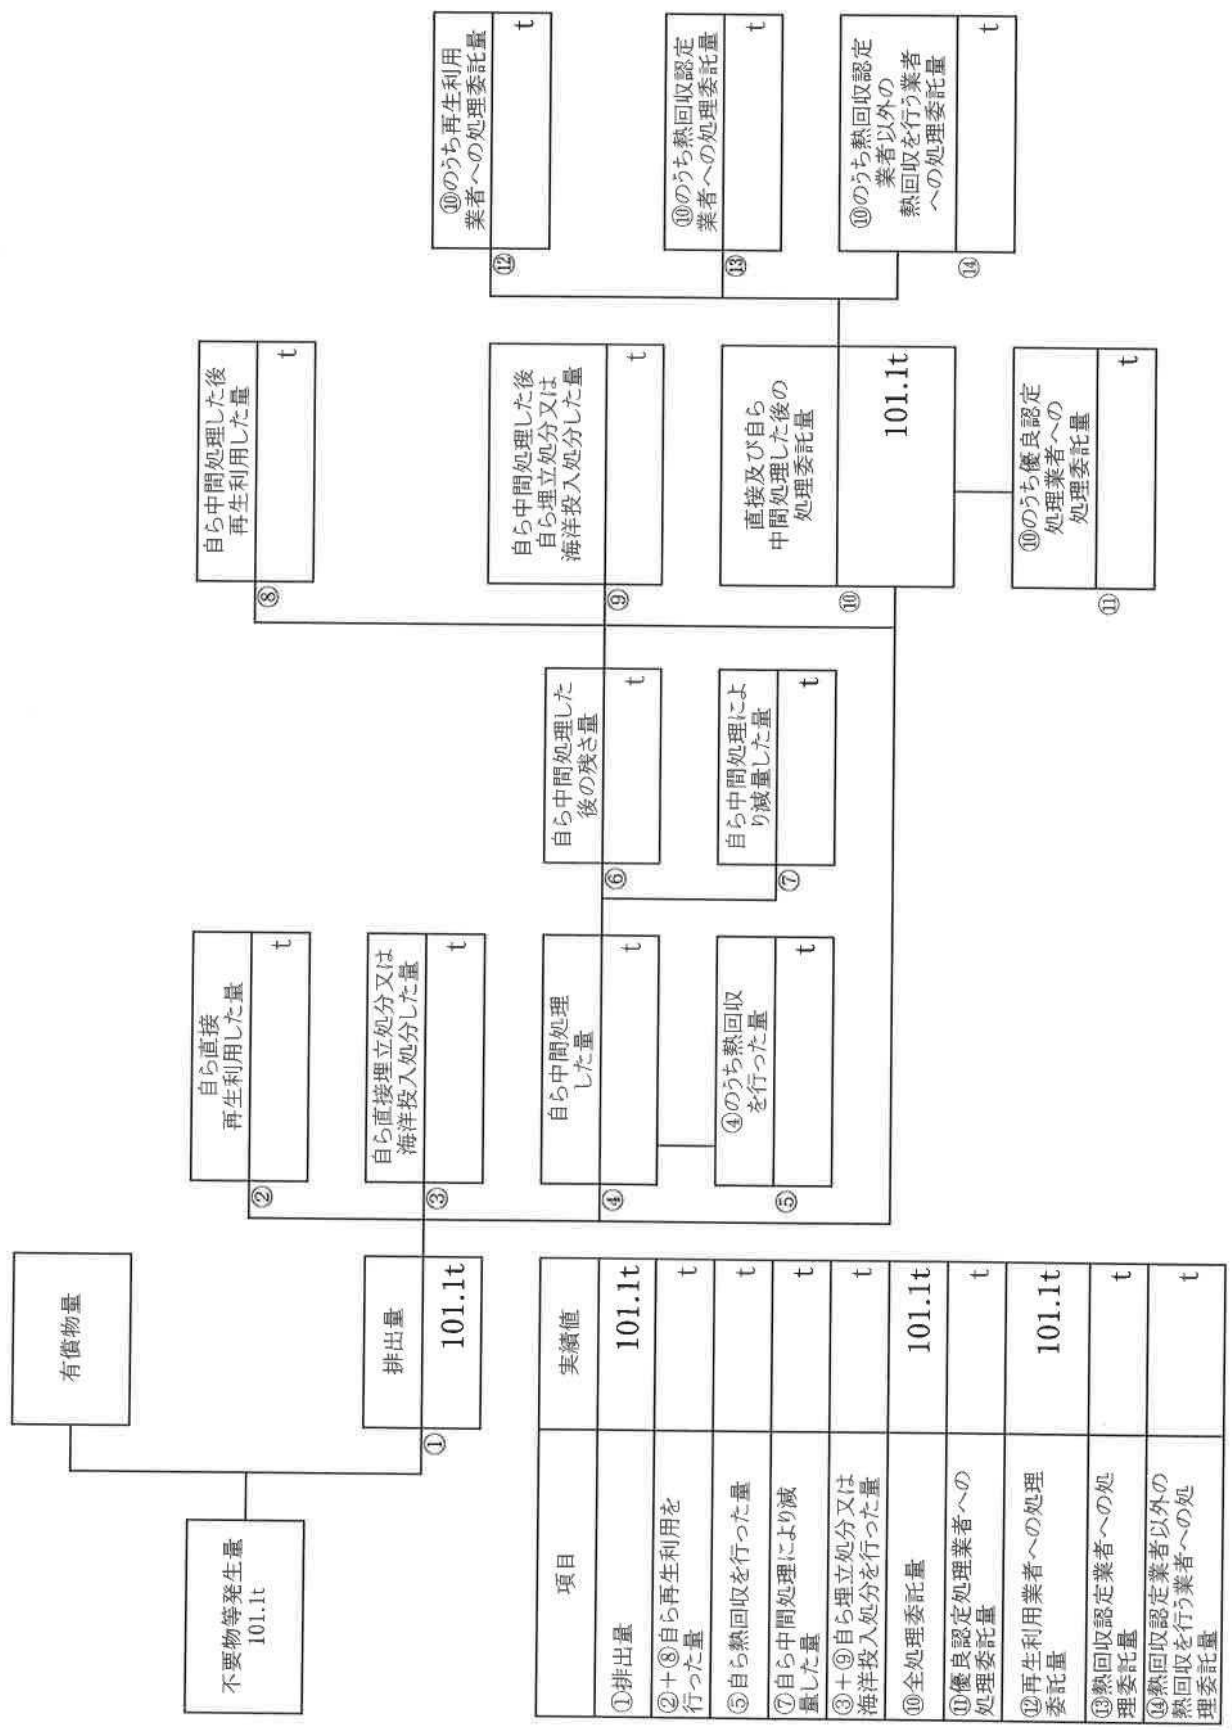 不要物等発生量
101.1t
有償物量
①
排出量
101.1t
②
自ら直接
再生利用した量
t
③
自ら直接埋立処分又は
海洋投入処分した量
t
④
自ら中間処理
した量
t
⑤
④のうち熱回収
を行った量
t
⑥
自ら中間処理した
後の残さ量
t
⑦
自ら中間処理によ
り減量した量
t
⑧
自ら中間処理した後
再生利用した量
t
⑨
自ら中間処理した後
自ら埋立処分又は
海洋投入処分した量
t
⑩
直接及び自ら
中間処理した後の
処理委託量
101.1t
⑪
⑩のうち優良認定
処理業者への
処理委託量
t
⑫
⑩のうち再生利用
業者への処理委託量
t
⑬
⑩のうち熱回収認定
業者への処理委託量
t
⑭
⑩のうち熱回収認定
業者以外の
熱回収を行う業者
への処理委託量
t
項目 実績値
①排出量 101.1t
②＋⑧自ら再生利用を
行った量 t
⑤自ら熱回収を行った量 t
⑦自ら中間処理により減
量した量 t
③＋⑨自ら埋立処分又は
海洋投入処分を行った量 t
⑩全処理委託量 101.1t
⑪優良認定処理業者への
処理委託量 t
⑫再生利用業者への処理
委託量 101.1t
⑬熱回収認定業者への処
理委託量 t
⑭熱回収認定業者以外の
熱回収を行う業者への処
理委託量 t